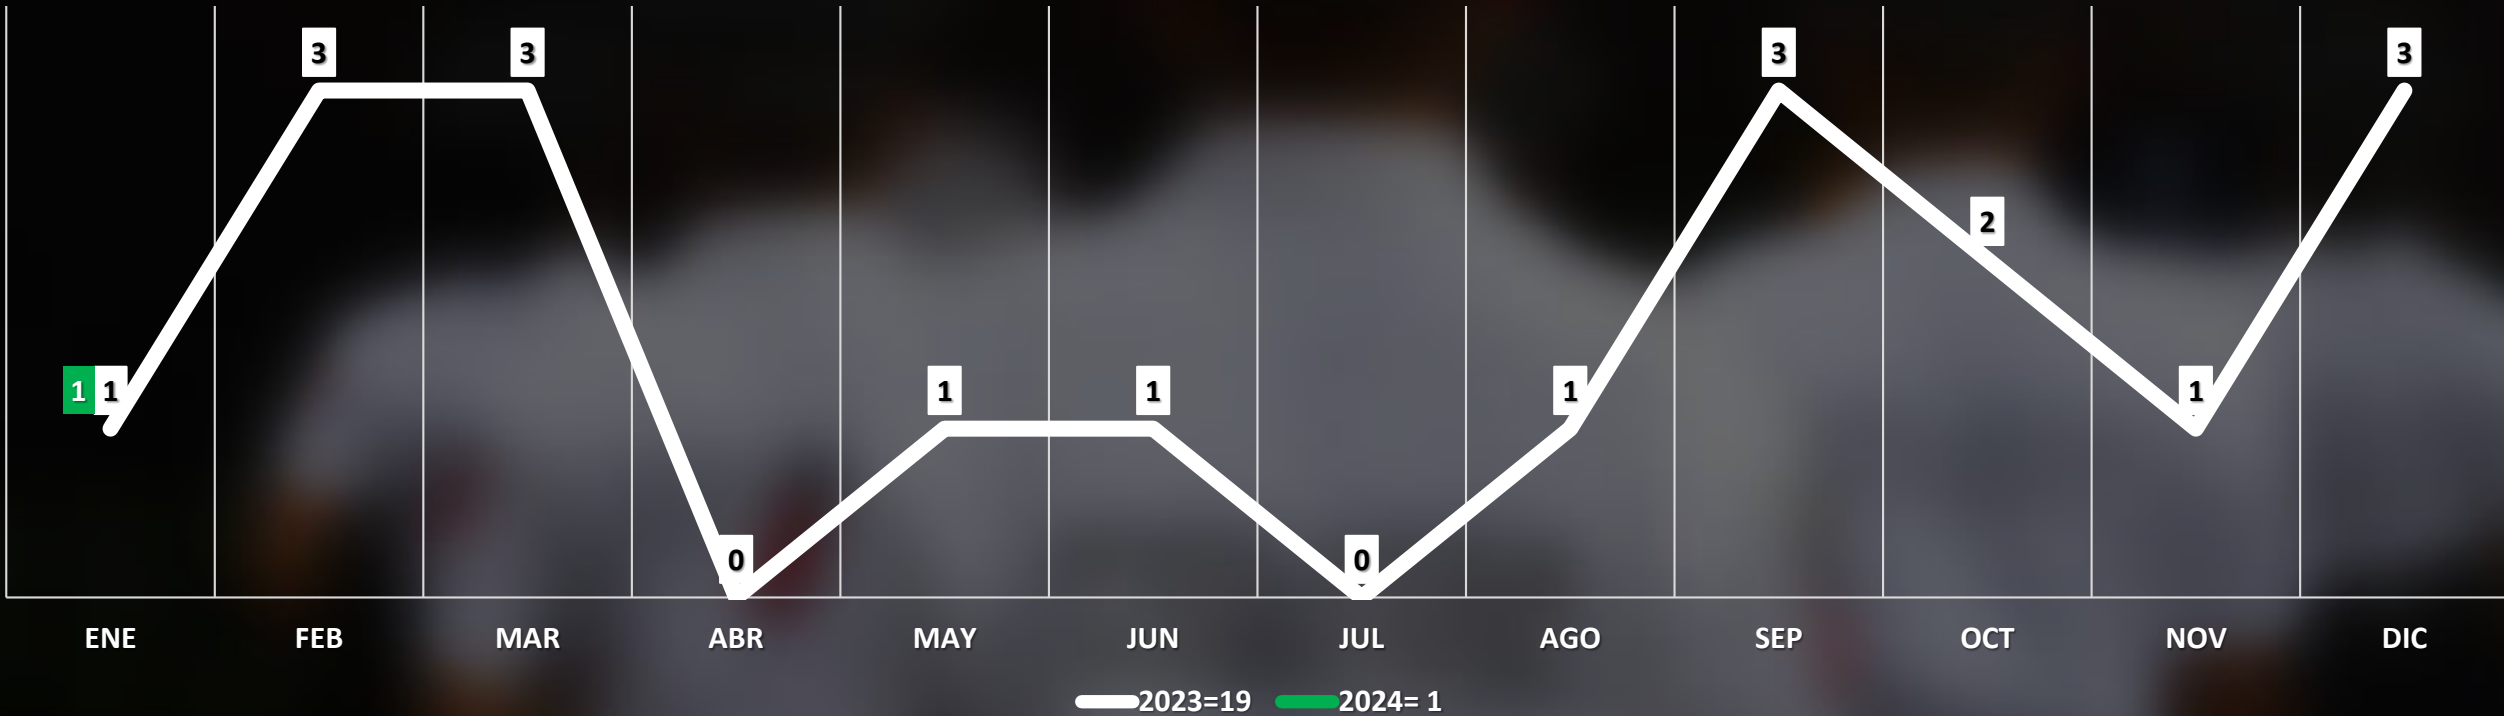 3 3 3 3
2
1 1 1 1 1 1
0 0
ENE FEB MAR ABR MAY JUN JUL AGO SEP OCT NOV DIC
2023=19 2024= 1